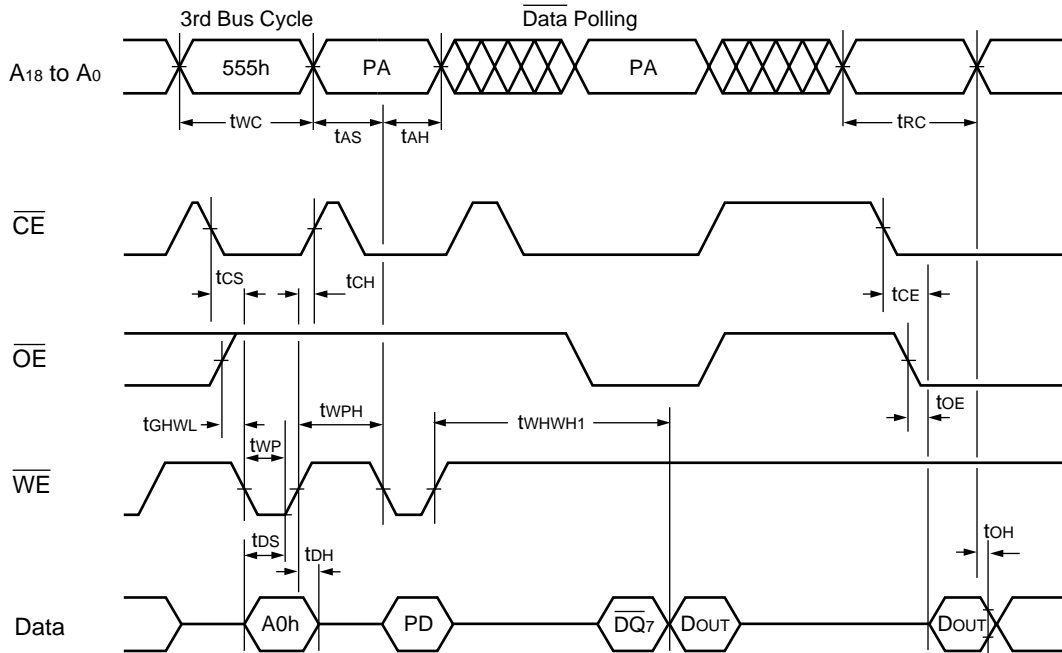 3rd Bus Cycle
Data Polling
A18 to A0
555h
PA
PA
tWC
tAS
tAH
tRC
CE
tCS
tCH
tCE
OE
tGHWL
tWP
tWPH
tWHWH1
tOE
WE
tDS
tDH
tOH
Data
A0h
PD
DQ7
DOUT
DOUT